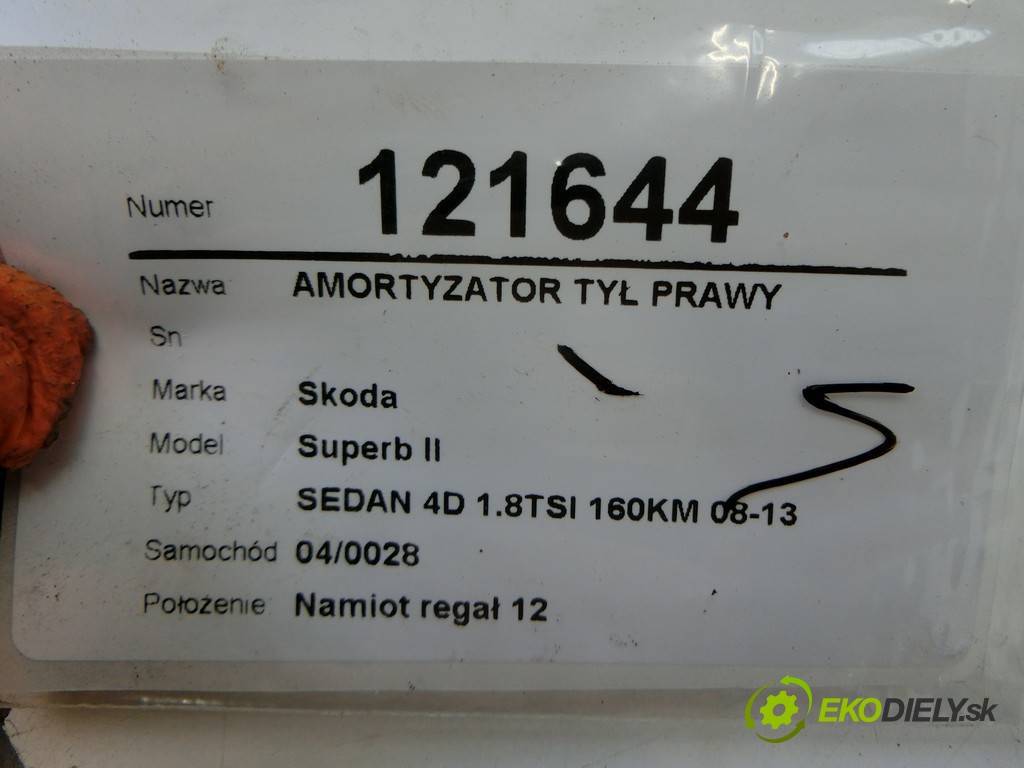 Numer 121644
Nazwa AMORTYZATOR TYŁ PRAWY
Sn
Marka Skoda
Model Superb II
Typ SEDAN 4D 1.8TSI 160KM 08-13
Samochód 04/0028
Położenie Namiot regał 12
EKODIELY.sk